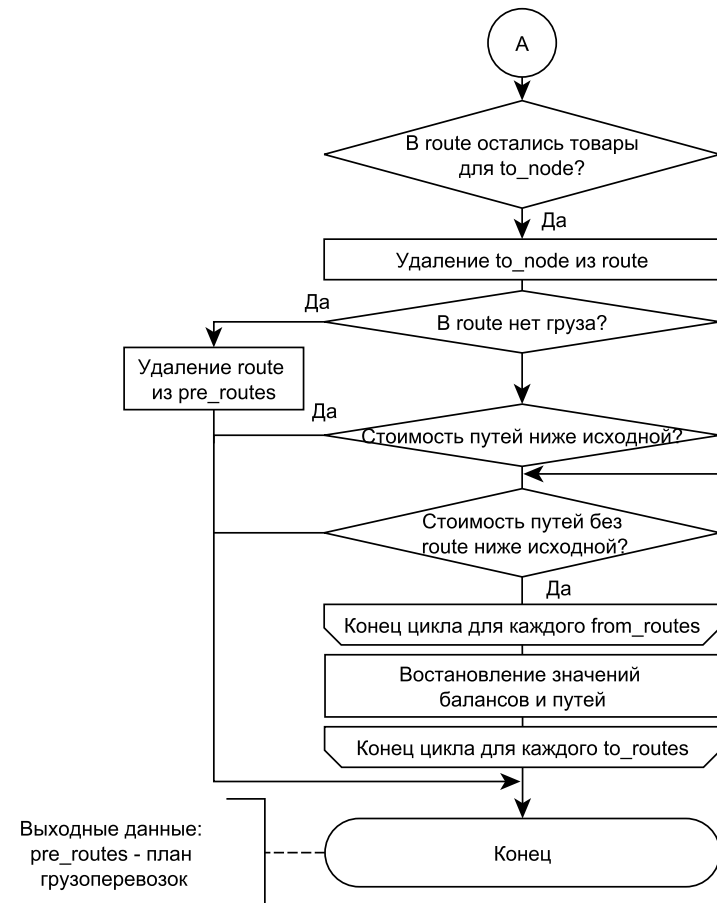 А
В route остались товары
для to_node?
Да
Удаление to_node из route
Да
В route нет груза?
Удаление route
из pre_routes
Да
Стоимость путей ниже исходной?
Стоимость путей без
route ниже исходной?
Да
Конец цикла для каждого from_routes
Востановление значений
балансов и путей
Конец цикла для каждого to_routes
Выходные данные:
pre_routes - план
грузоперевозок
Конец